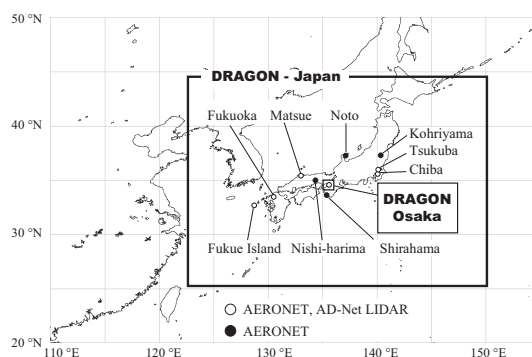 50 °N
DRAGON - Japan
Fukuoka
Matsue
Noto
40 °N
Kohriyama
Tsukuba
Chiba
DRAGON
Osaka
30 °N
Fukue Island
Nishi-harima
Shirahama
AERONET, AD-Net LIDAR
AERONET
20 °N
110 °E
120 °E
130 °E
140 °E
150 °E